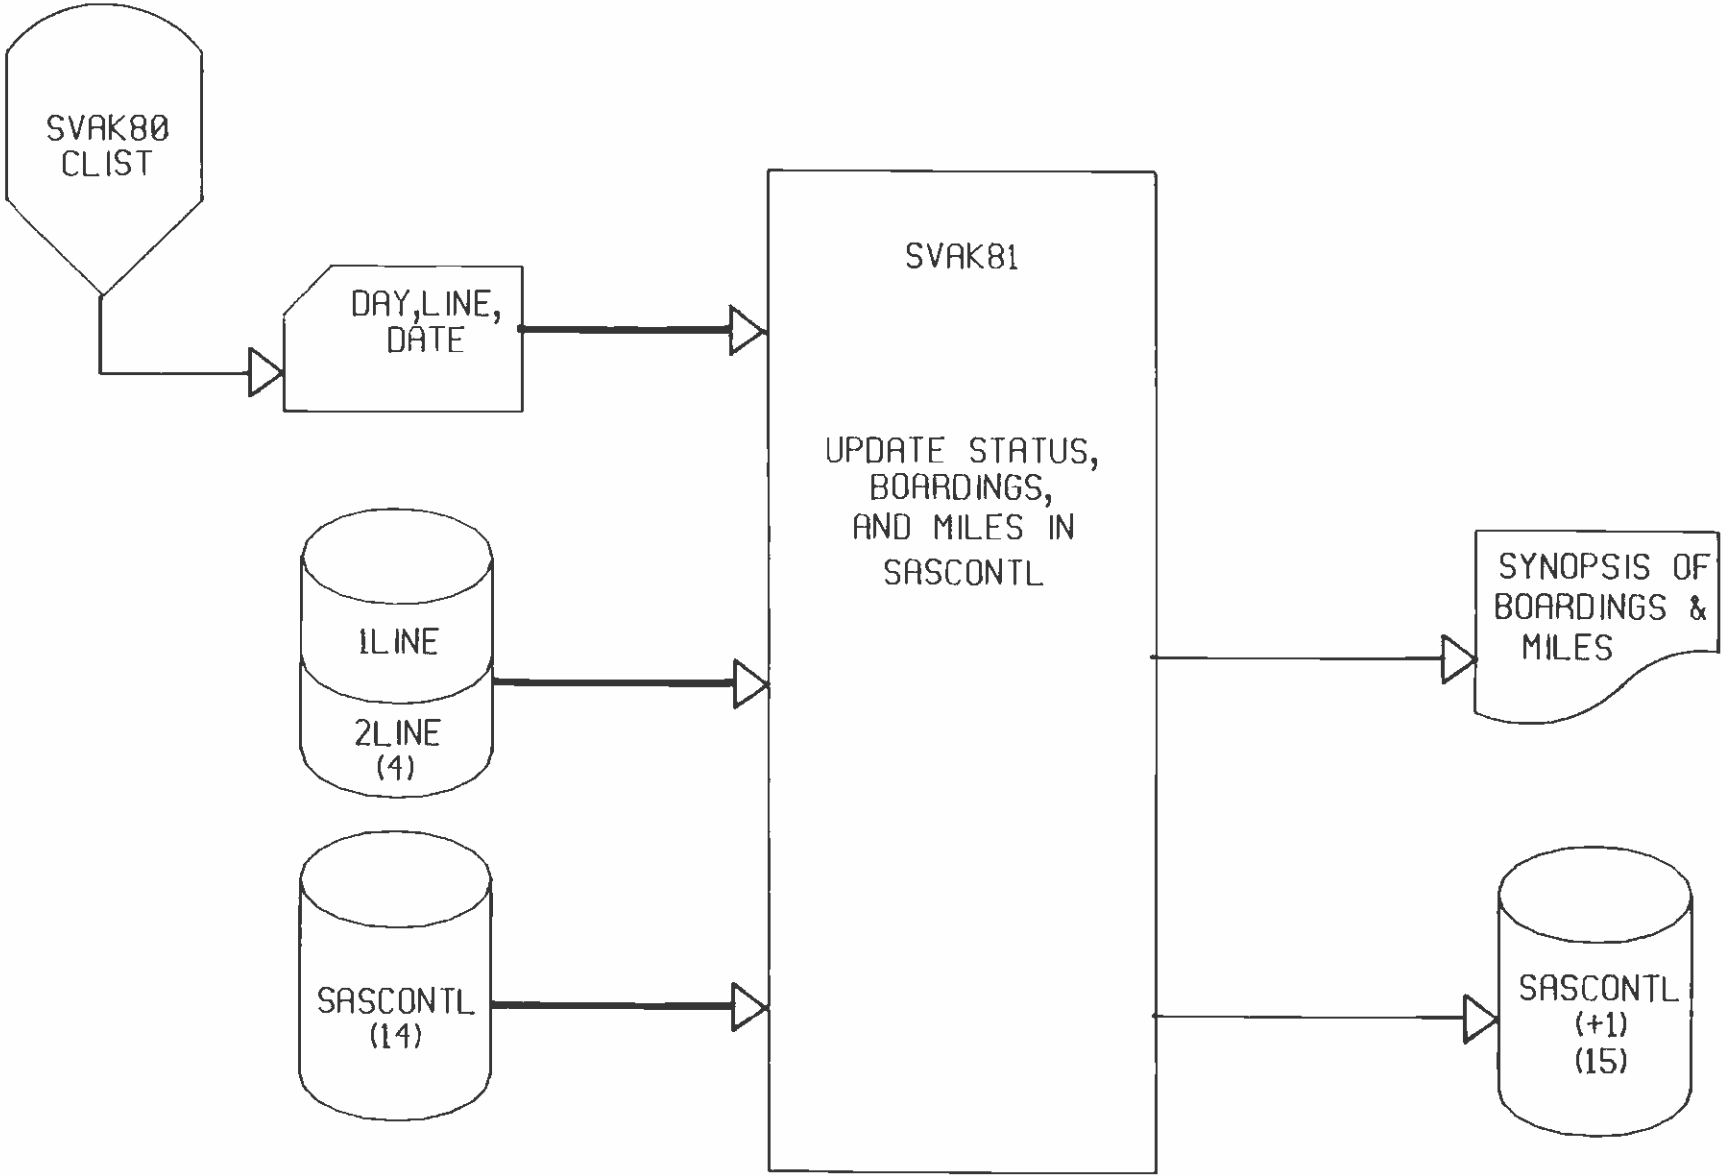 SVAK80
CLIST
DAY,LINE,
DATE
SVAK81
UPDATE STATUS,
BOARDINGS,
AND MILES IN
SASCONTL
1LINE
2LINE
(4)
SASCONTL
(14)
SYNOPSIS OF
BOARDINGS &
MILES
SASCONTL
(+1)
(15)